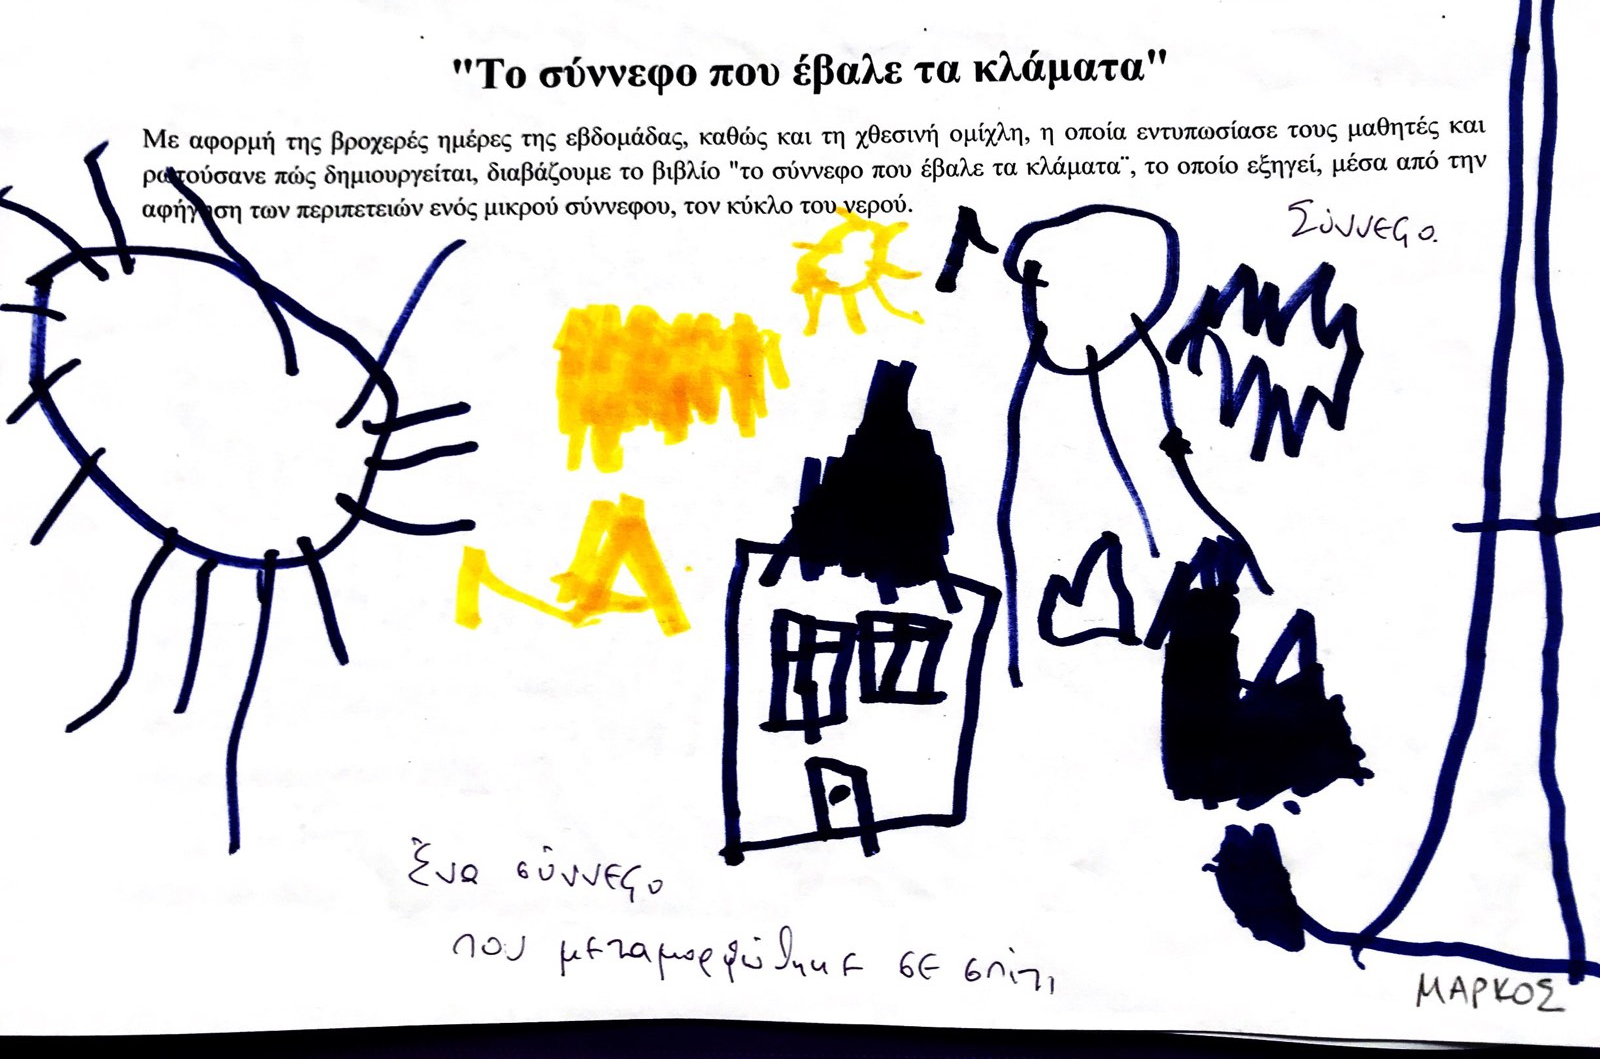 "Το σύννεφο που έβαλε τα κλάματα"
Με αφορμή της βροχερές ημέρες της εβδομάδας, καθώς και τη χθεσινή ομίχλη, η οποία εντυπωσίασε τους μαθητές και
ρωτούσανε πώς δημιουργείται, διαβάζουμε το βιβλίο "το σύννεφο που έβαλε τα κλάματα¨, το οποίο εξηγεί, μέσα από την
αφήγηση των περιπετειών ενός μικρού σύννεφου, τον κύκλο του νερού.
Σύννεφο.
Ένα σύννεφο
που μεταμορφώθηκε σε σπίτι
ΜΑΡΚΟΣ